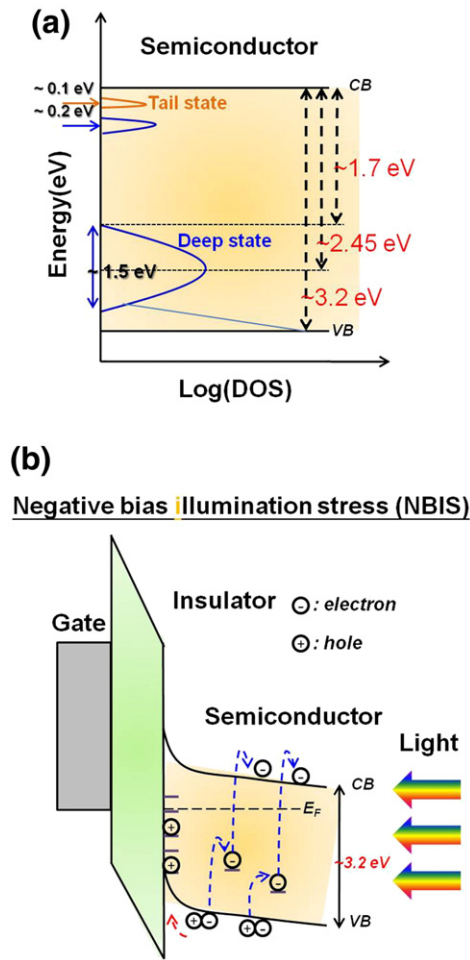 (a)
Semiconductor
~ 0.1 eV
CB
Tail state
~ 0.2 eV
~1.7 eV
Energy(eV)
Deep state
~2.45 eV
~ 1.5 eV
~3.2 eV
VB
Log(DOS)
(b)
Negative bias illumination stress (NBIS)
Insulator
- : electron
Gate
+ : hole
Semiconductor
Light
CB
EF
~3.2 eV
VB